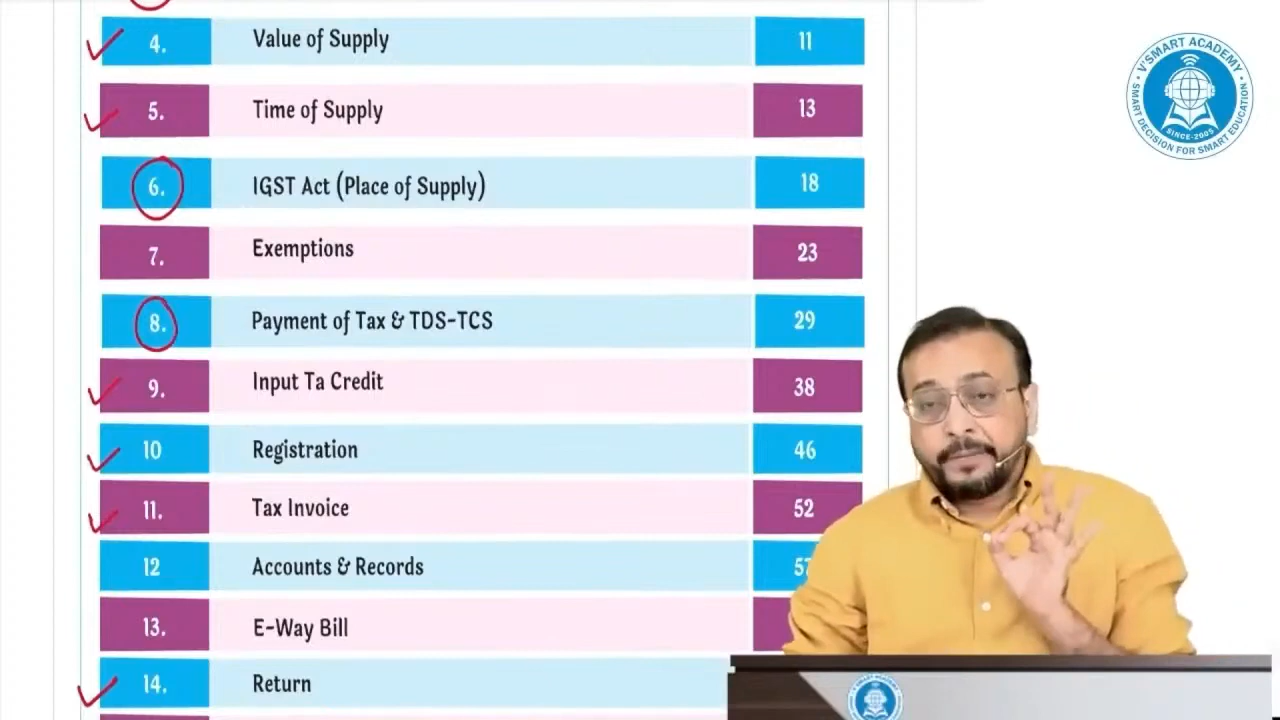 4. Value of Supply 11
5. Time of Supply 13
6. IGST Act (Place of Supply) 18
7. Exemptions 23
8. Payment of Tax & TDS-TCS 29
9. Input Ta Credit 38
10 Registration 46
11. Tax Invoice 52
12 Accounts & Records
13. E-Way Bill
14. Return
V'SMART ACADEMY
SMART DECISION FOR SMART EDUCATION
SINCE-2005